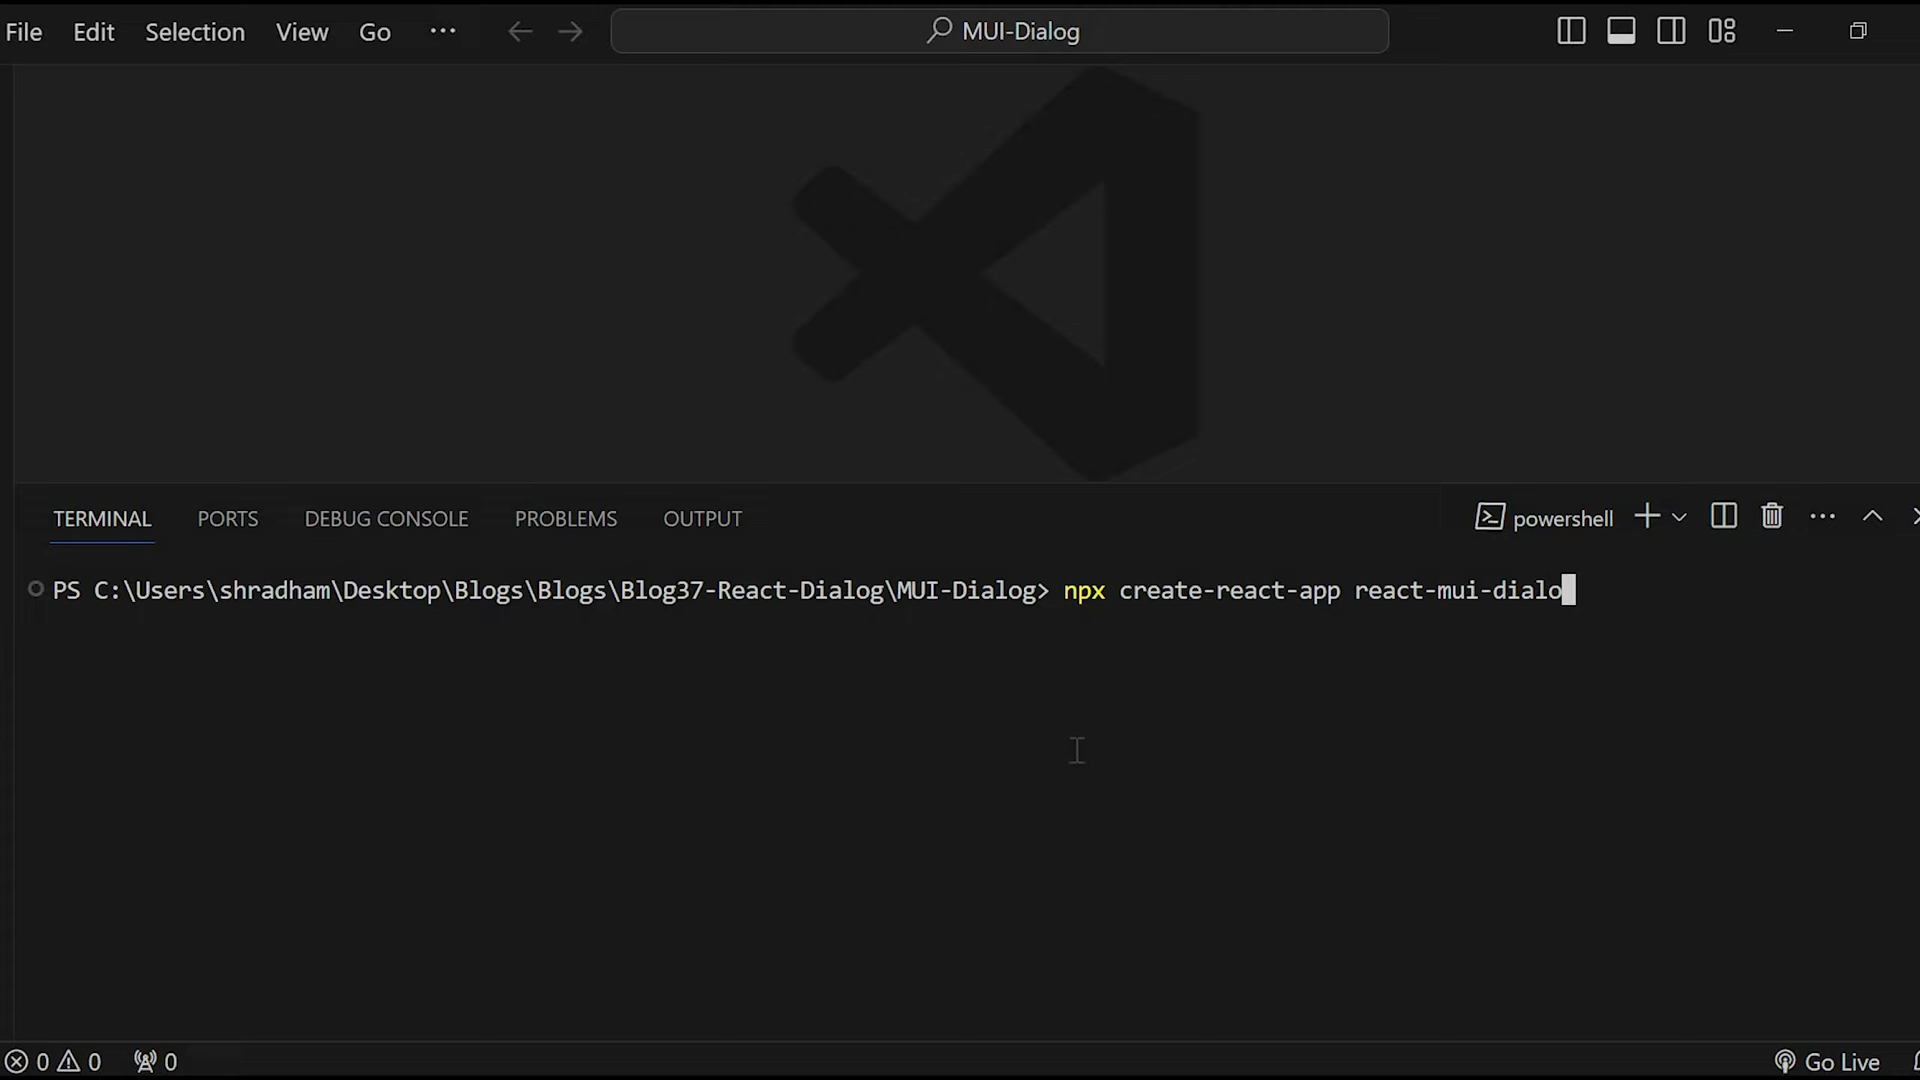 File Edit Selection View Go ··· MUI-Dialog
TERMINAL PORTS DEBUG CONSOLE PROBLEMS OUTPUT powershell
PS C:\Users\shradham\Desktop\Blogs\Blogs\Blog37-React-Dialog\MUI-Dialog> npx create-react-app react-mui-dialo
0 0 0 Go Live